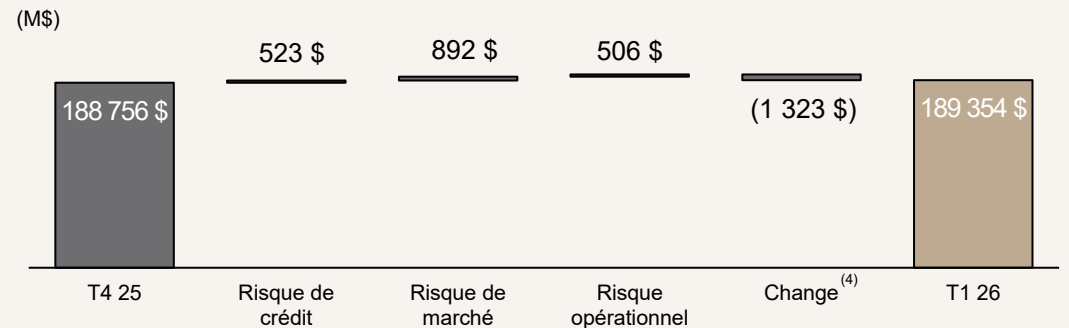 (M$)
523 $
892 $
506 $
188 756 $
(1 323 $)
189 354 $
T4 25
Risque de
crédit
Risque de
marché
Risque
opérationnel
Change (4)
T1 26